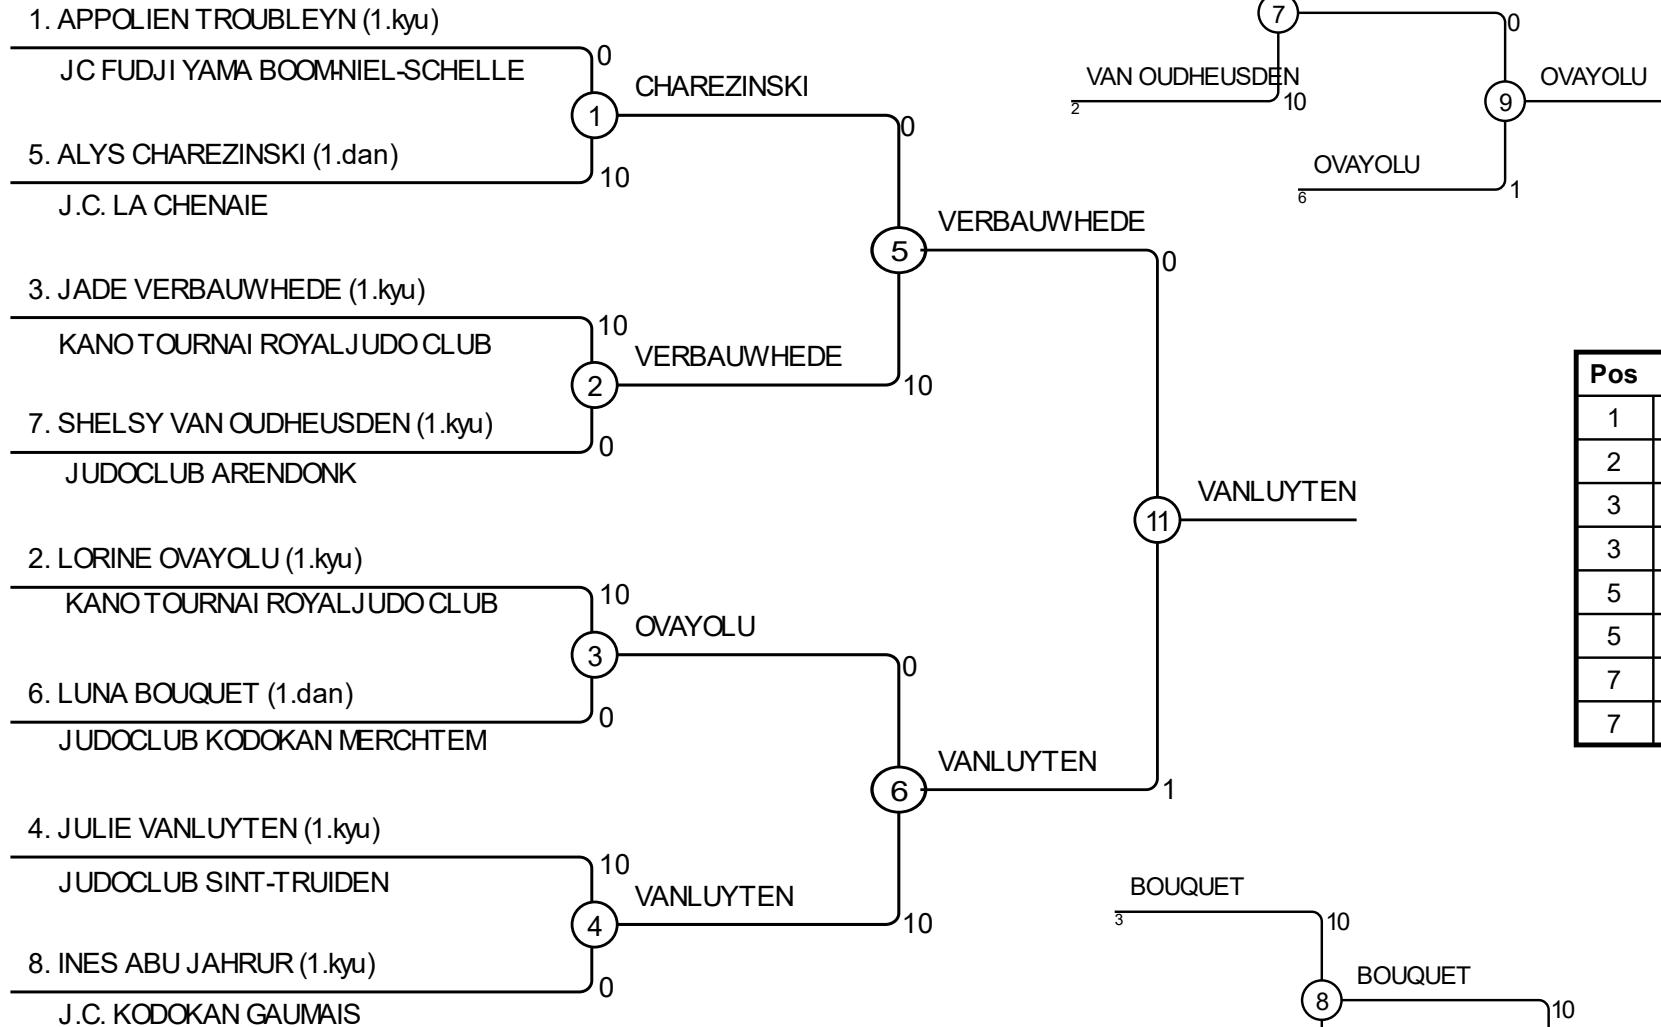 1. APPOLIEN TROUBLEYN (1.kyu)
0
JC FUDJI YAMA BOOM-NIEL-SCHELLE
1
CHAREZINSKI
5. ALYS CHAREZINSKI (1.dan)
10
J.C. LA CHENAIE
0
5
VERBAUWHEDE
3. JADE VERBAUWHEDE (1.kyu)
10
KANO TOURNAI ROYAL JUDO CLUB
2
VERBAUWHEDE
10
7. SHELSY VAN OUDHEUSDEN (1.kyu)
0
JUDOCLUB ARENDONK
0
11
VANLUYTEN
2. LORINE OVAYOLU (1.kyu)
10
KANO TOURNAI ROYAL JUDO CLUB
3
OVAYOLU
0
6. LUNA BOUQUET (1.dan)
0
JUDOCLUB KODOKAN MERCHTEM
6
VANLUYTEN
1
4. JULIE VANLUYTEN (1.kyu)
10
JUDOCLUB SINT-TRUIDEN
4
VANLUYTEN
10
8. INES ABU JAHRUR (1.kyu)
0
J.C. KODOKAN GAUMAIS
7
0
VAN OUDHEUSDEN
2
10
9
OVAYOLU
OVAYOLU
6
1
Pos
1
2
3
3
5
5
7
7
BOUQUET
3
10
8
BOUQUET
10